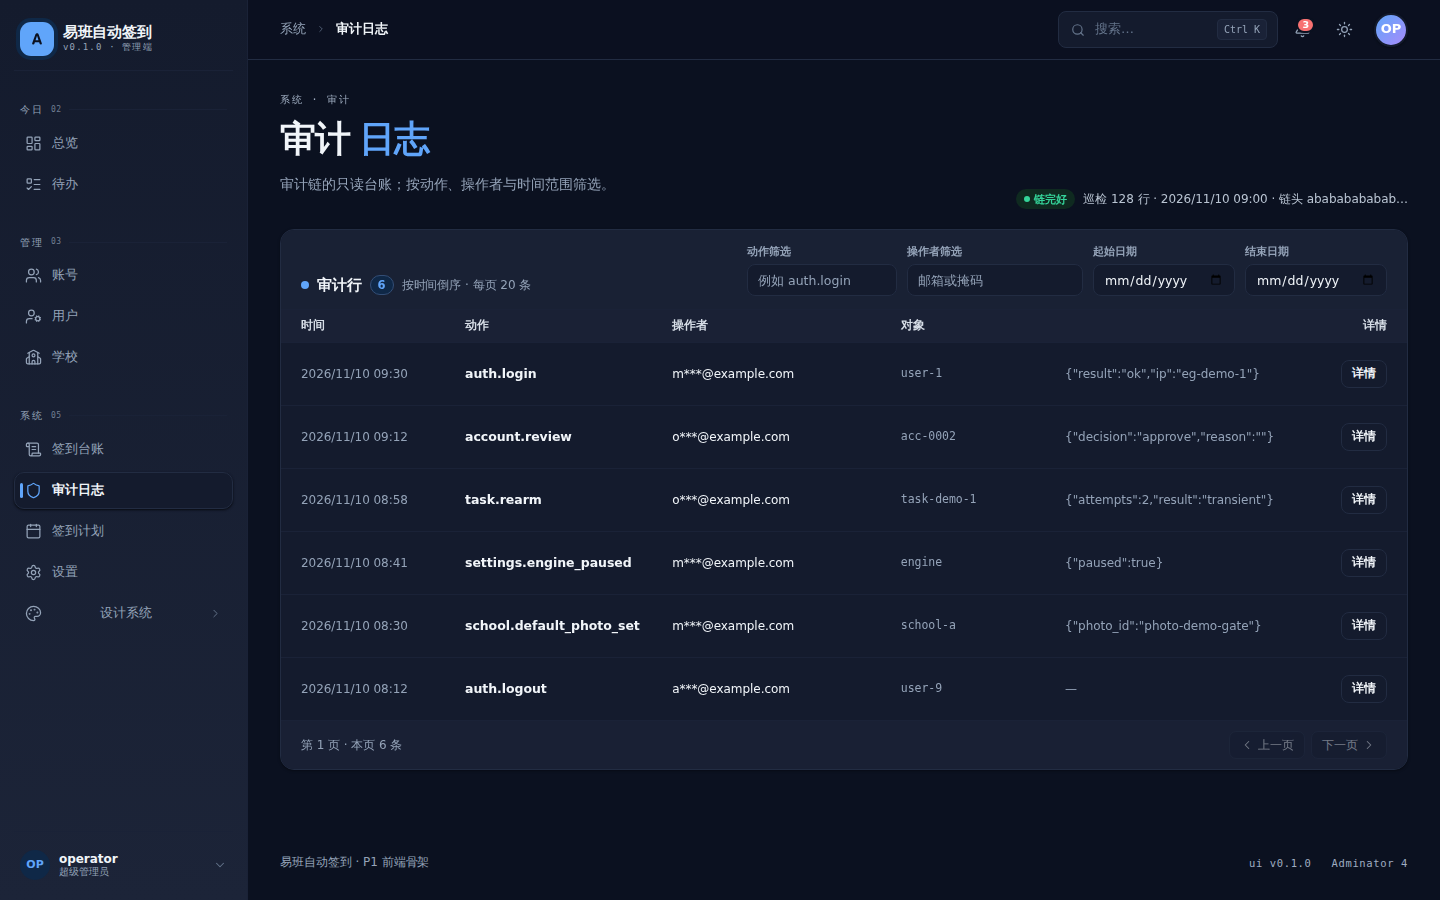 A
易班自动签到
v0.1.0 · 管理端
今日 02
总览
待办
管理 03
账号
用户
学校
系统 05
签到台账
审计日志
签到计划
设置
设计系统
OP
operator
超级管理员
系统 › 审计日志
搜索… Ctrl K
3
OP
系统 · 审计
审计 日志
审计链的只读台账；按动作、操作者与时间范围筛选。
链完好 巡检 128 行 · 2026/11/10 09:00 · 链头 abababababab…
审计行 6 按时间倒序 · 每页 20 条
动作筛选 操作者筛选 起始日期 结束日期
例如 auth.login 邮箱或掩码 mm/dd/yyyy mm/dd/yyyy
时间 动作 操作者 对象 详情
2026/11/10 09:30 auth.login m***@example.com user-1 {"result":"ok","ip":"eg-demo-1"} 详情
2026/11/10 09:12 account.review o***@example.com acc-0002 {"decision":"approve","reason":""} 详情
2026/11/10 08:58 task.rearm o***@example.com task-demo-1 {"attempts":2,"result":"transient"} 详情
2026/11/10 08:41 settings.engine_paused m***@example.com engine {"paused":true} 详情
2026/11/10 08:30 school.default_photo_set m***@example.com school-a {"photo_id":"photo-demo-gate"} 详情
2026/11/10 08:12 auth.logout a***@example.com user-9 — 详情
第 1 页 · 本页 6 条 上一页 下一页
易班自动签到 · P1 前端骨架 ui v0.1.0 Adminator 4